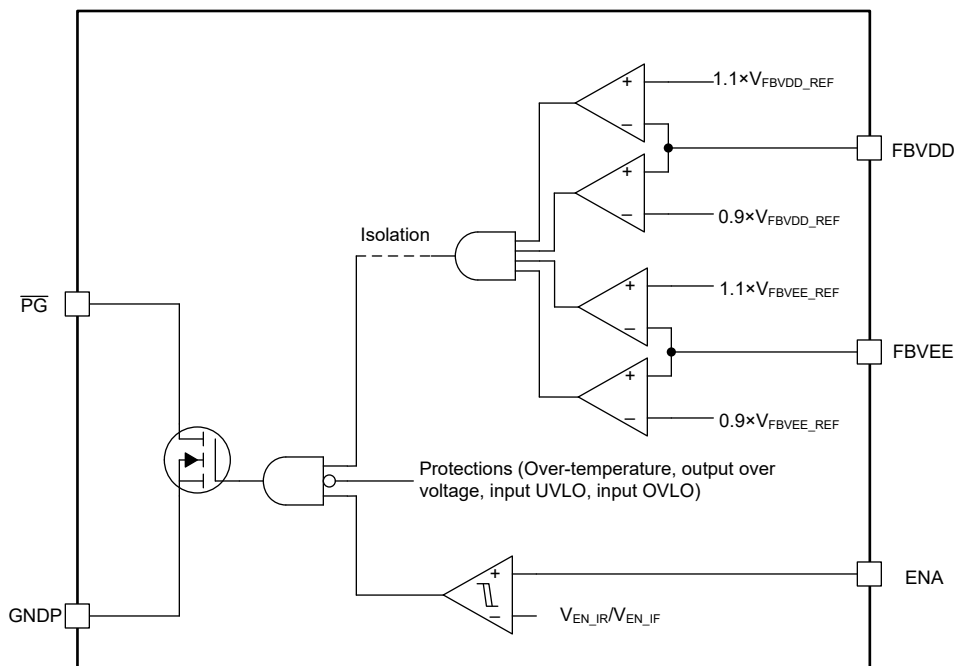 +
1.1×VFBVDD_REF
−
FBVDD
+
−
0.9×VFBVDD_REF
Isolation
+
1.1×VFBVEE_REF
PG
−
FBVEE
+
−
0.9×VFBVEE_REF
Protections (Over-temperature, output over
voltage, input UVLO, input OVLO)
+
ENA
GNDP
−
VEN_IR/VEN_IF